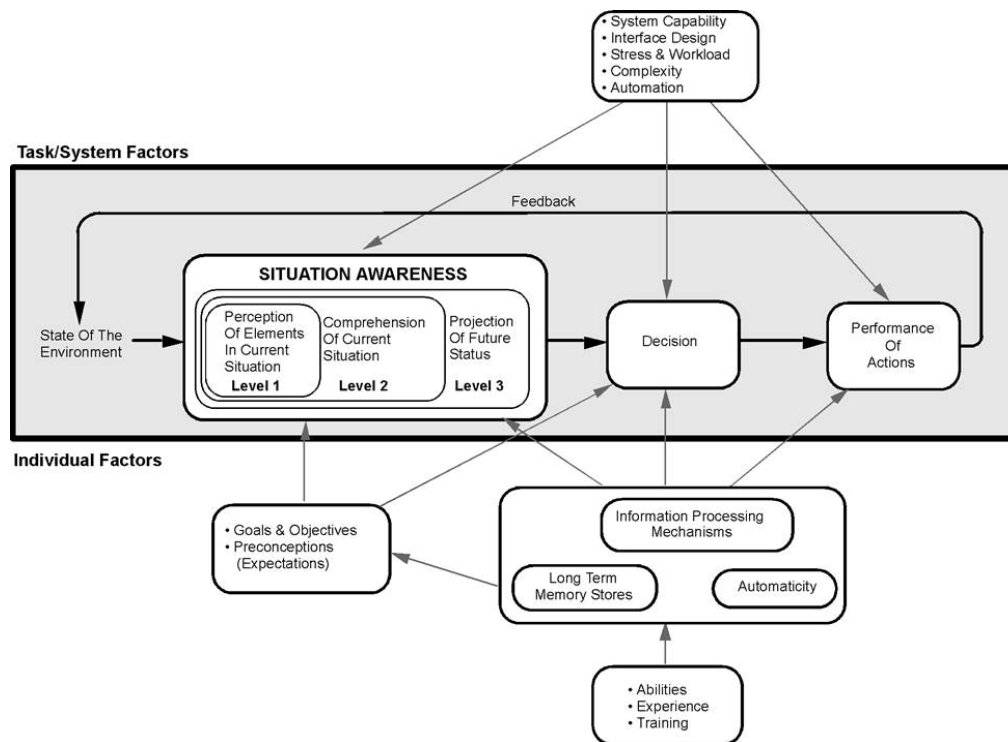 • System Capability
• Interface Design
• Stress & Workload
• Complexity
• Automation
Task/System Factors
Feedback
SITUATION AWARENESS
Perception
Of Elements
In Current
Situation
Level 1
Comprehension
Of Current
Situation
Level 2
Projection
Of Future
Status
Level 3
State Of The
Environment
Decision
Performance
Of
Actions
Individual Factors
• Goals & Objectives
• Preconceptions
(Expectations)
Information Processing
Mechanisms
Long Term
Memory Stores
Automaticity
• Abilities
• Experience
• Training